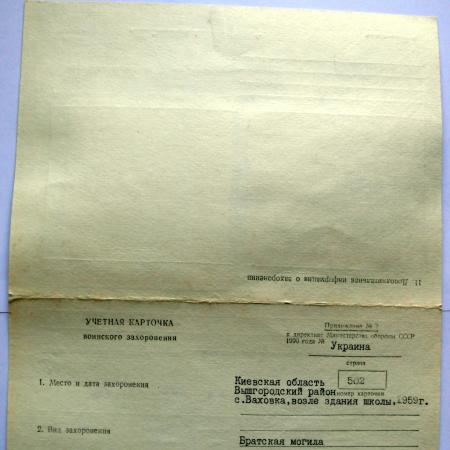 11. Дополнительная информация о захоронении
УЧЕТНАЯ КАРТОЧКА
воинского захоронения
Приложение № 2
к директиве Министерства обороны СССР
1990 года №
Украина
страна
1. Место и дата захоронения
Киевская область
502
Вышгородский район
номер карточки
с.Ваховка,возле здания школы,1959г.
2. Вид захоронения
Братская могила